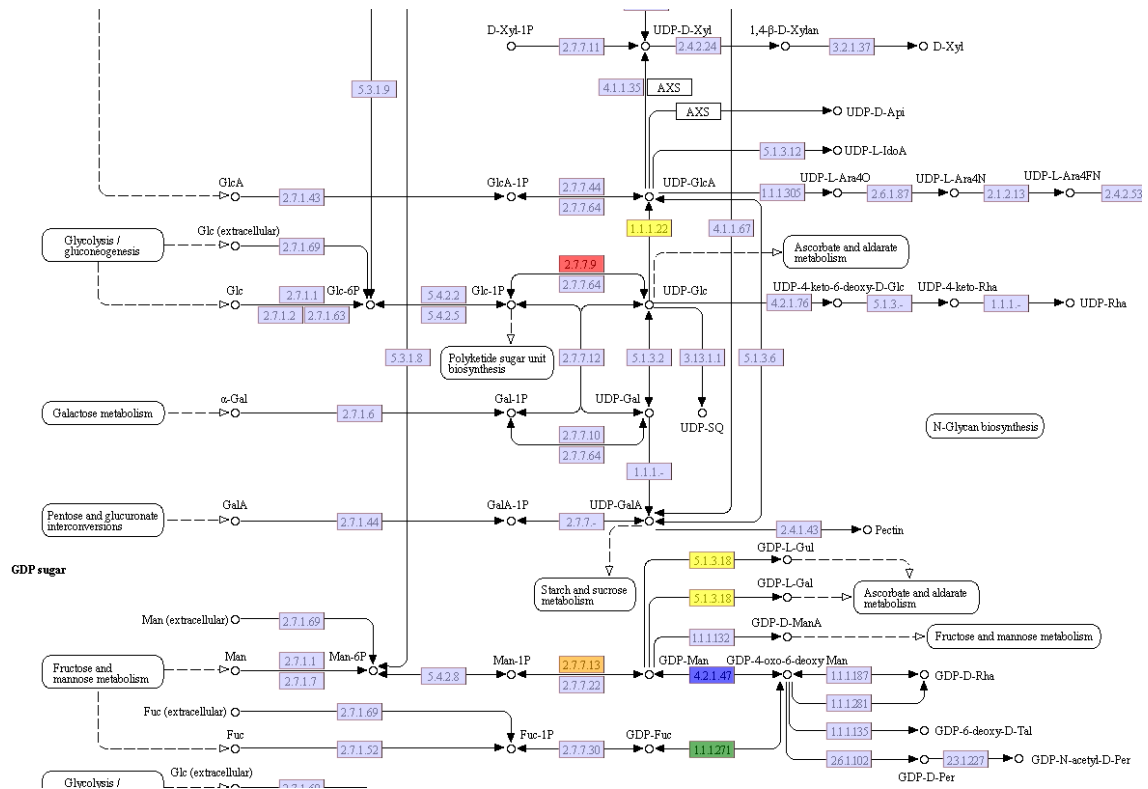 D-Xyl-1P
2.7.7.11
UDP-D-Xyl
2.4.2.24
1,4-β-D-Xylan
3.2.1.37
D-Xyl
5.3.1.9
4.1.1.35
AXS
AXS
UDP-D-Api
5.1.3.12
UDP-L-IdoA
GlcA
2.7.1.43
GlcA-1P
2.7.7.44
2.7.7.64
UDP-GlcA
1.1.1.305
UDP-L-Ara4O
2.6.1.87
UDP-L-Ara4N
2.1.2.13
UDP-L-Ara4FN
2.4.2.53
Glycolysis /
gluconeogenesis
Glc (extracellular)
2.7.1.69
1.1.1.22
4.1.1.67
Ascorbate and aldarate
metabolism
Glc
2.7.1.1
2.7.1.2
2.7.1.63
Glc-6P
5.4.2.2
5.4.2.5
Glc-1P
2.7.7.9
2.7.7.64
UDP-Glc
4.2.1.76
UDP-4-keto-6-deoxy-D-Glc
5.1.3.-
UDP-4-keto-Rha
1.1.1.-
UDP-Rha
5.3.1.8
Polyketide sugar unit
biosynthesis
2.7.7.12
5.1.3.2
3.13.1.1
5.1.3.6
Galactose metabolism
α-Gal
2.7.1.6
Gal-1P
UDP-Gal
2.7.7.10
2.7.7.64
UDP-SQ
N-Glycan biosynthesis
1.1.1.-
Pentose and glucuronate
interconversions
GalA
2.7.1.44
GalA-1P
2.7.7.-
UDP-GalA
2.4.1.43
Pectin
GDP sugar
Starch and sucrose
metabolism
5.1.3.18
GDP-L-Gul
5.1.3.18
GDP-L-Gal
Ascorbate and aldarate
metabolism
Man (extracellular)
2.7.1.69
1.1.1.132
GDP-D-ManA
Fructose and mannose metabolism
Fructose and
mannose metabolism
Man
2.7.1.1
2.7.1.7
Man-6P
5.4.2.8
Man-1P
2.7.7.13
2.7.7.22
GDP-Man
4.2.1.47
GDP-4-oxo-6-deoxy Man
1.1.1.187
GDP-D-Rha
1.1.1.281
Fuc (extracellular)
2.7.1.69
1.1.1.135
GDP-6-deoxy-D-Tal
Fuc
2.7.1.52
Fuc-1P
2.7.7.30
GDP-Fuc
1.1.1.271
2.6.1.102
GDP-D-Per
2.3.1.227
GDP-N-acetyl-D-Per
Glycolysis /
Glc (extracellular)
2.7.1.69